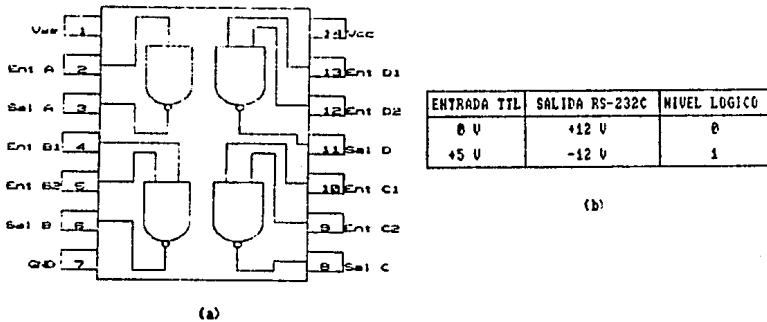 1
Ent A 2
Sal A 3
Ent B1 4
Ent B2 5
Sal B 6
GND 7
14 Vcc
13 Ent D1
12 Ent D2
11 Sal D
10 Ent C1
9 Ent C2
8 Sal C
(a)
ENTRADA TTL SALIDA RS-232C NIVEL LOGICO
0 V +12 V 0
+5 V -12 V 1
(b)